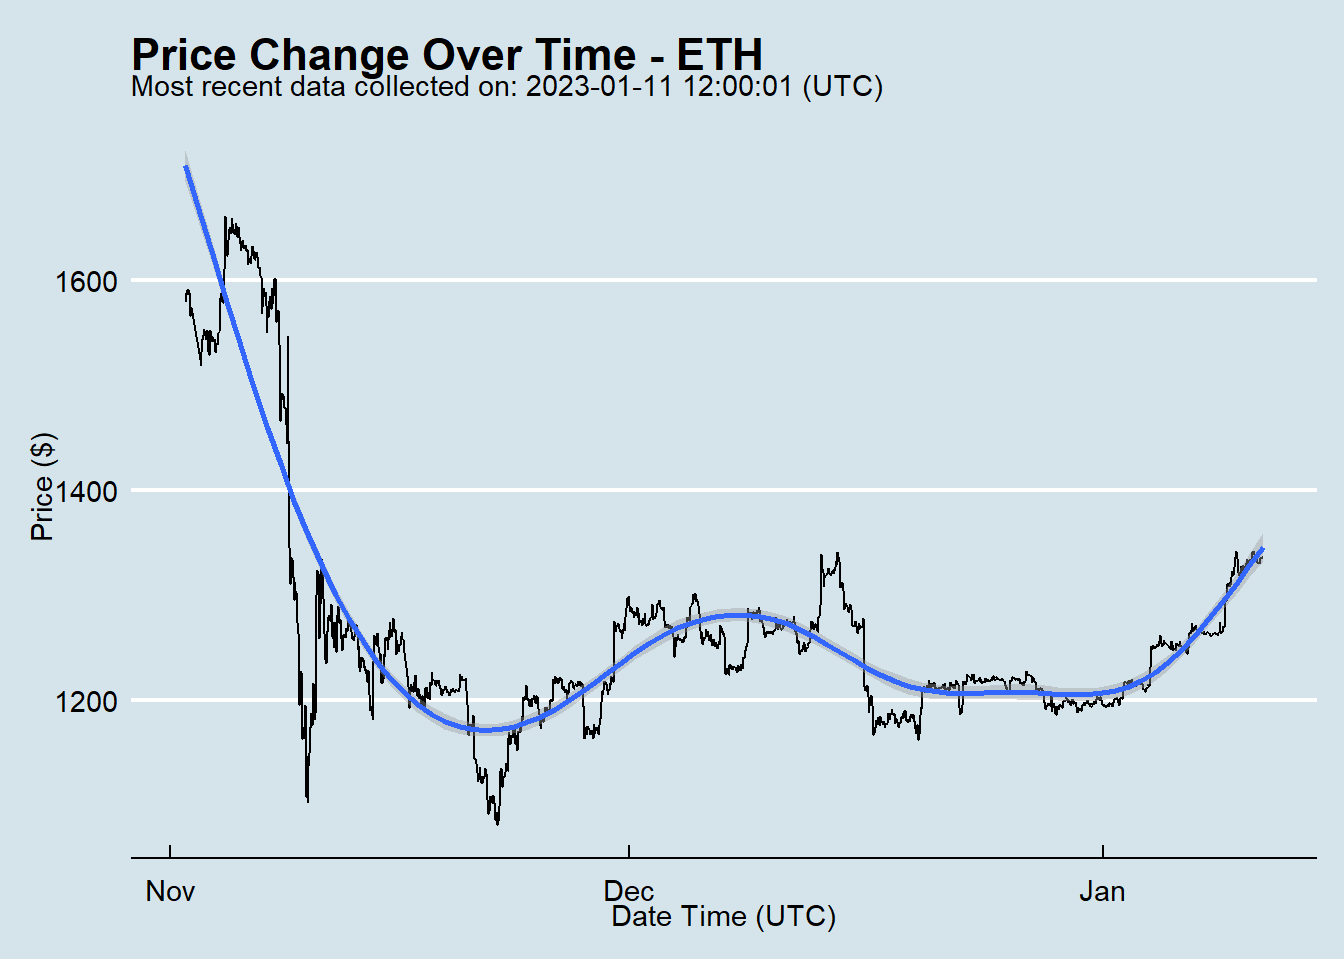 Price Change Over Time - ETH
Most recent data collected on: 2023-01-11 12:00:01 (UTC)
Price ($)
1600
1400
1200
Nov
Dec
Jan
Date Time (UTC)